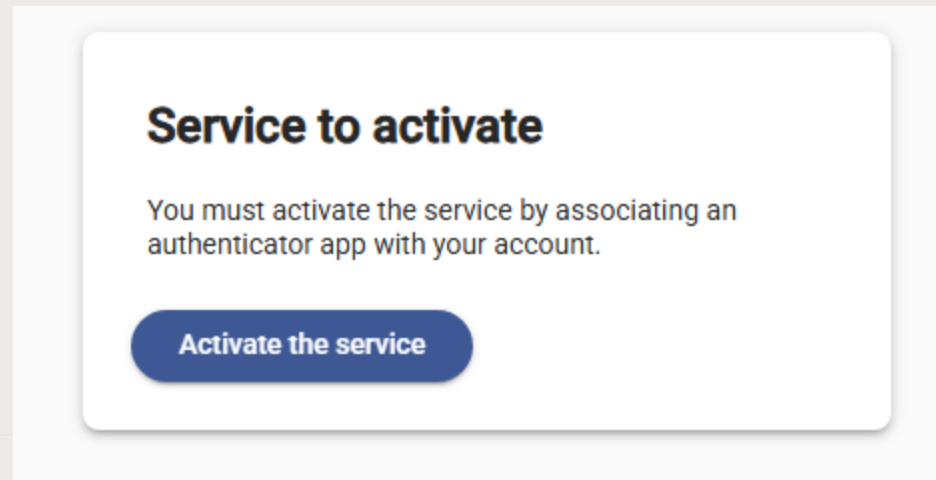 Service to activate
You must activate the service by associating an
authenticator app with your account.
Activate the service